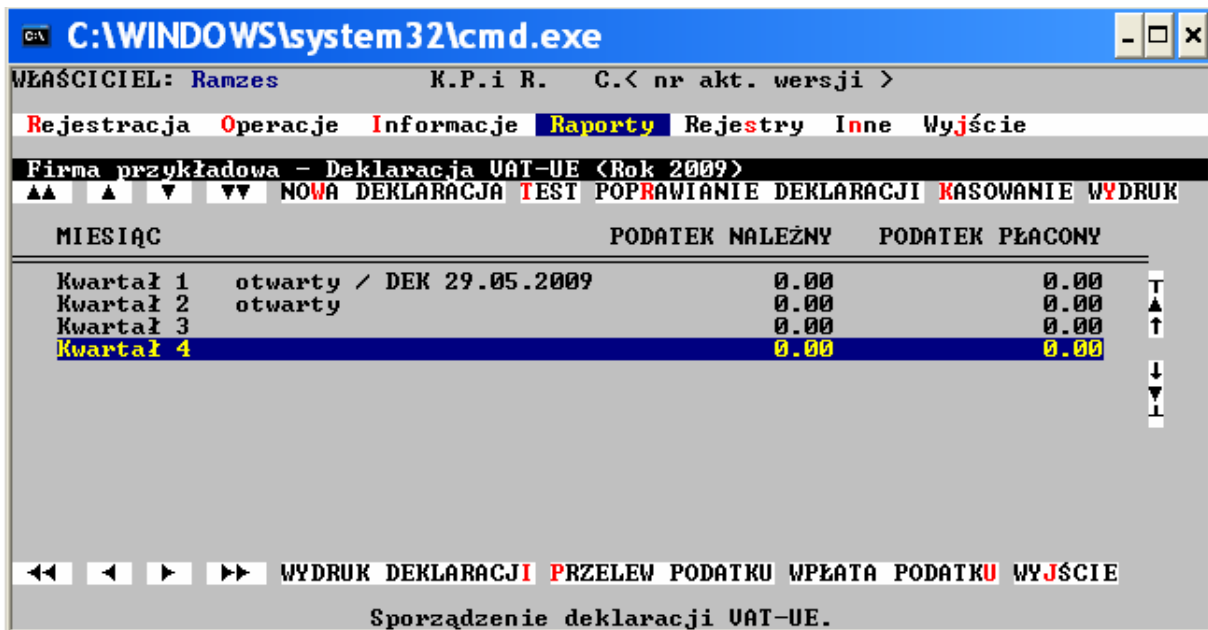 C:\WINDOWS\system32\cmd.exe
WŁAŚCICIEL: Ramzes K.P.i R. C.< nr akt. wersji >
Rejestracja Operacje Informacje Raporty Rejestry Inne Wyjście
Firma przykładowa - Deklaracja VAT-UE (Rok 2009)
NOWA DEKLARACJA TEST POPRAWIANIE DEKLARACJI KASOWANIE WYDRUK
MIESIĄC PODATEK NALEŻNY PODATEK PŁACONY
Kwartał 1 otwarty / DEK 29.05.2009 0.00 0.00
Kwartał 2 otwarty 0.00 0.00
Kwartał 3 0.00 0.00
Kwartał 4 0.00 0.00
WYDRUK DEKLARACJI PRZELEW PODATKU WPŁATA PODATKU WYJŚCIE
Sporządzenie deklaracji VAT-UE.